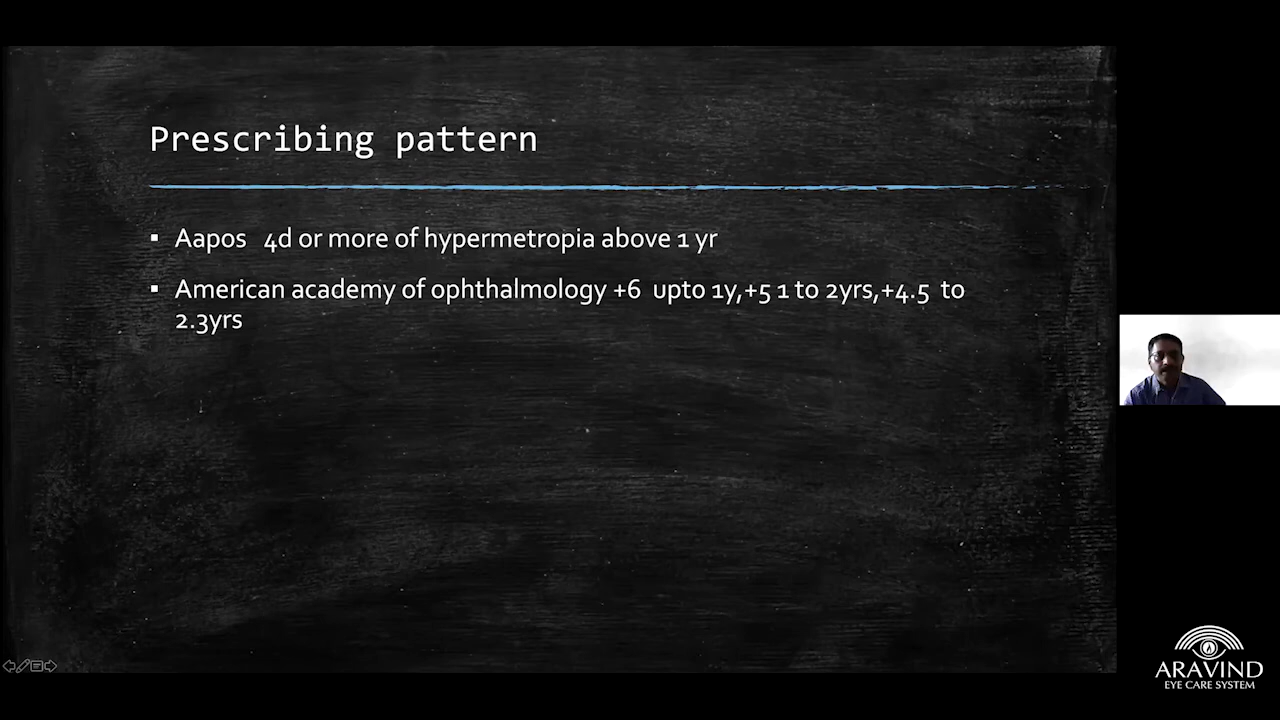 Prescribing pattern
▪ Aapos 4d or more of hypermetropia above 1 yr
▪ American academy of ophthalmology +6 upto 1y,+5 1 to 2yrs,+4.5 to
2.3yrs
ARAVIND
EYE CARE SYSTEM